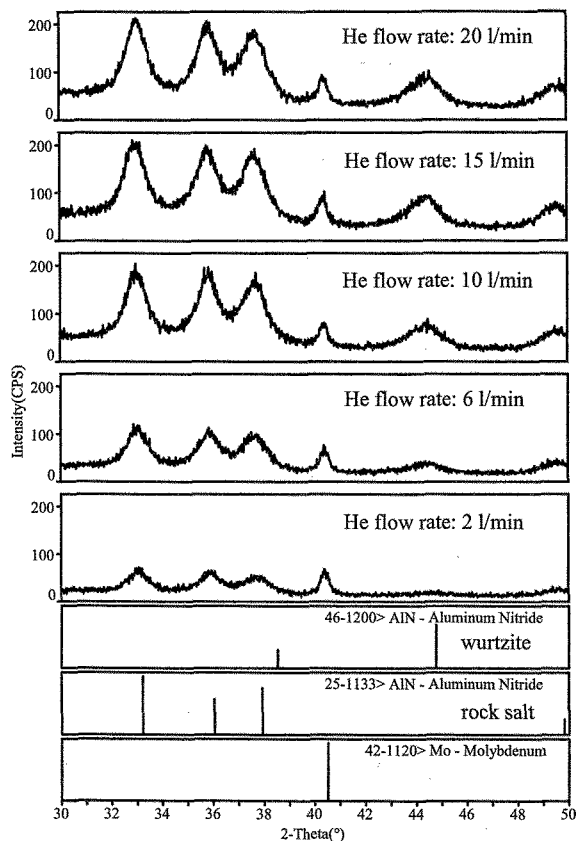 200
100
0
He flow rate: 20 l/min
200
100
0
He flow rate: 15 l/min
200
100
0
He flow rate: 10 l/min
200
100
0
He flow rate: 6 l/min
200
100
0
He flow rate: 2 l/min
Intensity(CPS)
46-1200> AlN - Aluminum Nitride
wurtzite
25-1133> AlN - Aluminum Nitride
rock salt
42-1120> Mo - Molybdenum
30 32 34 36 38 40 42 44 46 48 50
2-Theta(°)